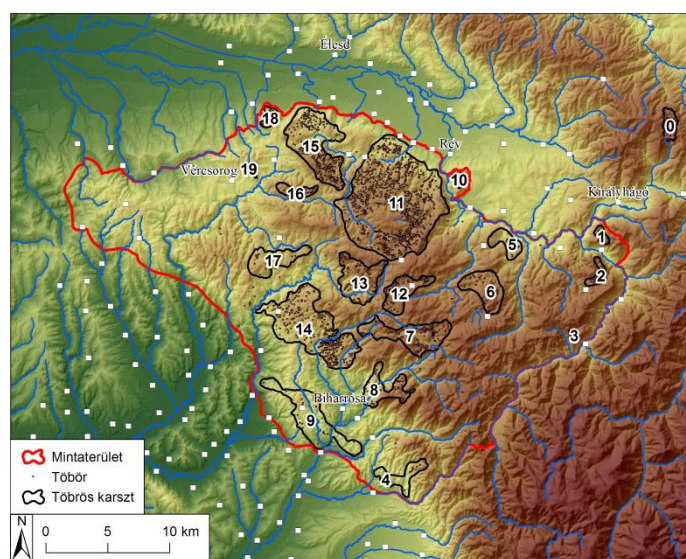 Élesd
0
18
15
Rév
Vércsorog
19
10
16
11
Királyhágó
1
5
17
2
13
6
12
14
7
3
8
Biharrósa
9
4
Mintaterület
Töbör
Töbrös karszt
N
0 5 10 km